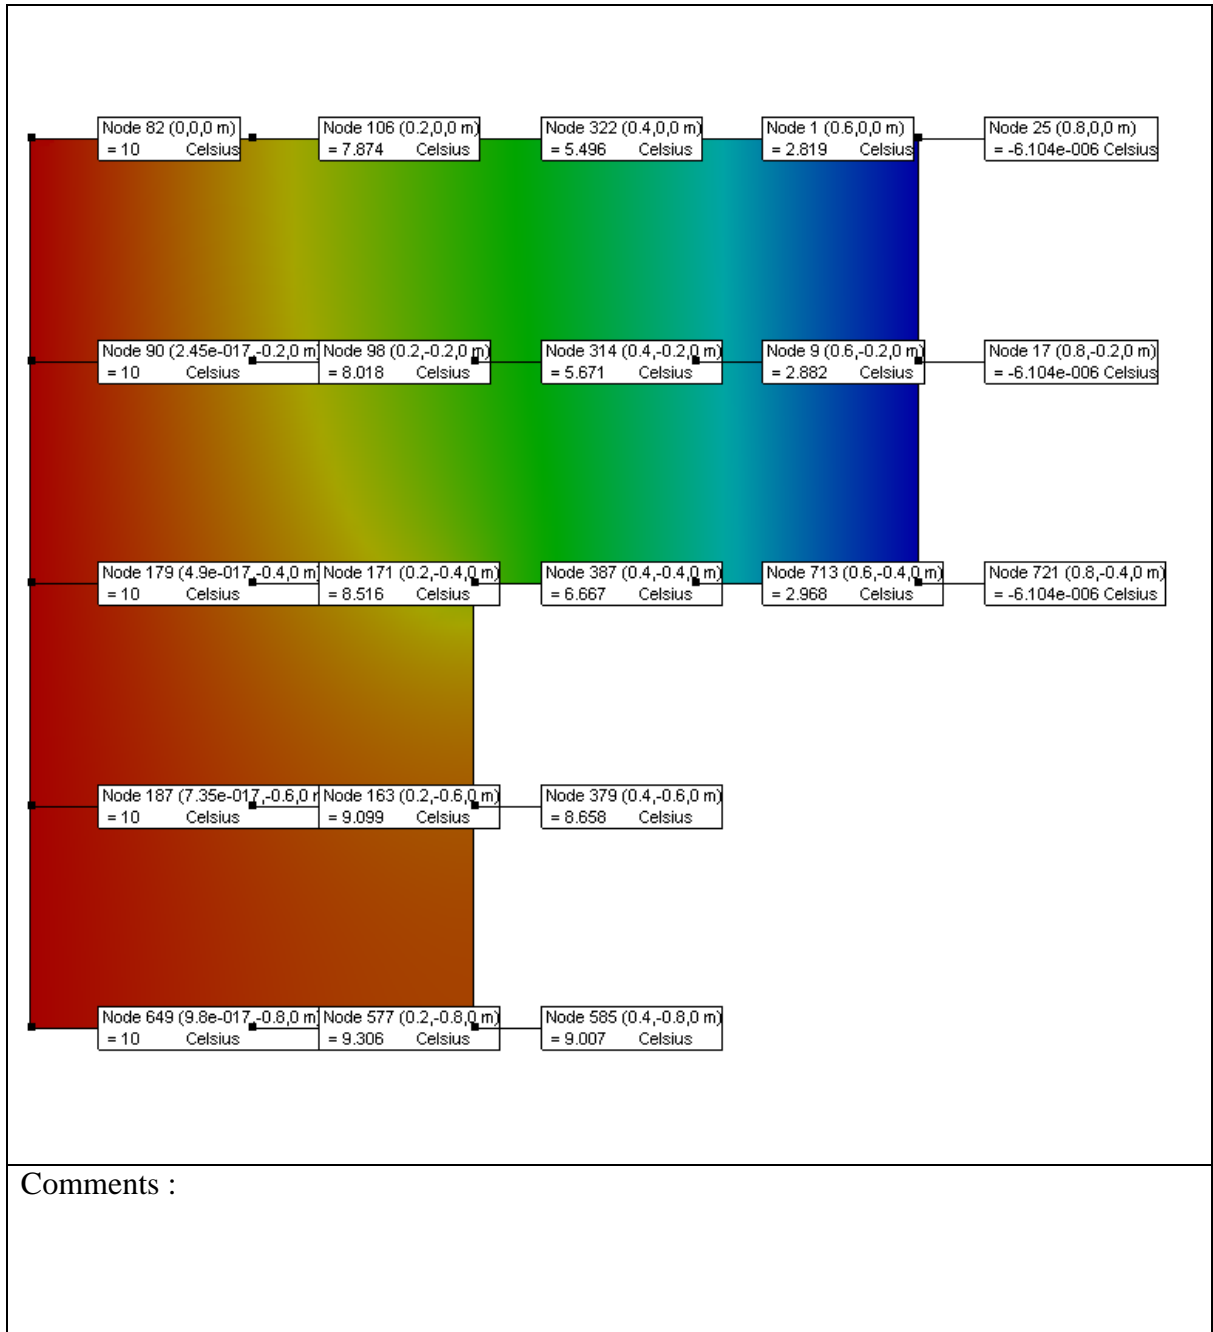 Node 82 (0,0,0 m)
= 10 Celsius
Node 106 (0.2,0,0 m)
= 7.874 Celsius
Node 322 (0.4,0,0 m)
= 5.496 Celsius
Node 1 (0.6,0,0 m)
= 2.819 Celsius
Node 25 (0.8,0,0 m)
= -6.104e-006 Celsius
Node 90 (2.45e-017,-0.2,0 m)
= 10 Celsius
Node 98 (0.2,-0.2,0 m)
= 8.018 Celsius
Node 314 (0.4,-0.2,0 m)
= 5.671 Celsius
Node 9 (0.6,-0.2,0 m)
= 2.882 Celsius
Node 17 (0.8,-0.2,0 m)
= -6.104e-006 Celsius
Node 179 (4.9e-017,-0.4,0 m)
= 10 Celsius
Node 171 (0.2,-0.4,0 m)
= 8.516 Celsius
Node 387 (0.4,-0.4,0 m)
= 6.667 Celsius
Node 713 (0.6,-0.4,0 m)
= 2.968 Celsius
Node 721 (0.8,-0.4,0 m)
= -6.104e-006 Celsius
Node 187 (7.35e-017,-0.6,0
= 10 Celsius
Node 163 (0.2,-0.6,0 m)
= 9.099 Celsius
Node 379 (0.4,-0.6,0 m)
= 8.658 Celsius
Node 649 (9.8e-017,-0.8,0 m)
= 10 Celsius
Node 577 (0.2,-0.8,0 m)
= 9.306 Celsius
Node 585 (0.4,-0.8,0 m)
= 9.007 Celsius
Comments :